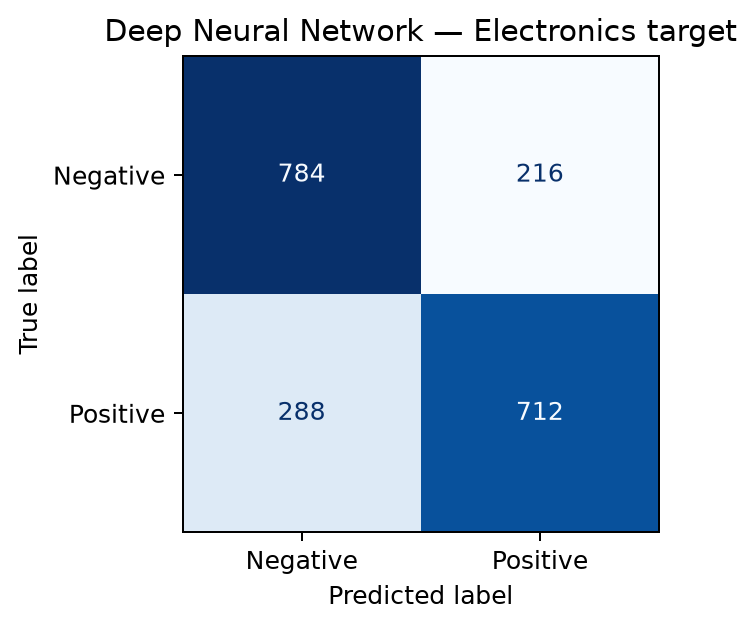 Deep Neural Network — Electronics target
True label
Negative
784 216
Positive
288 712
Negative Positive
Predicted label